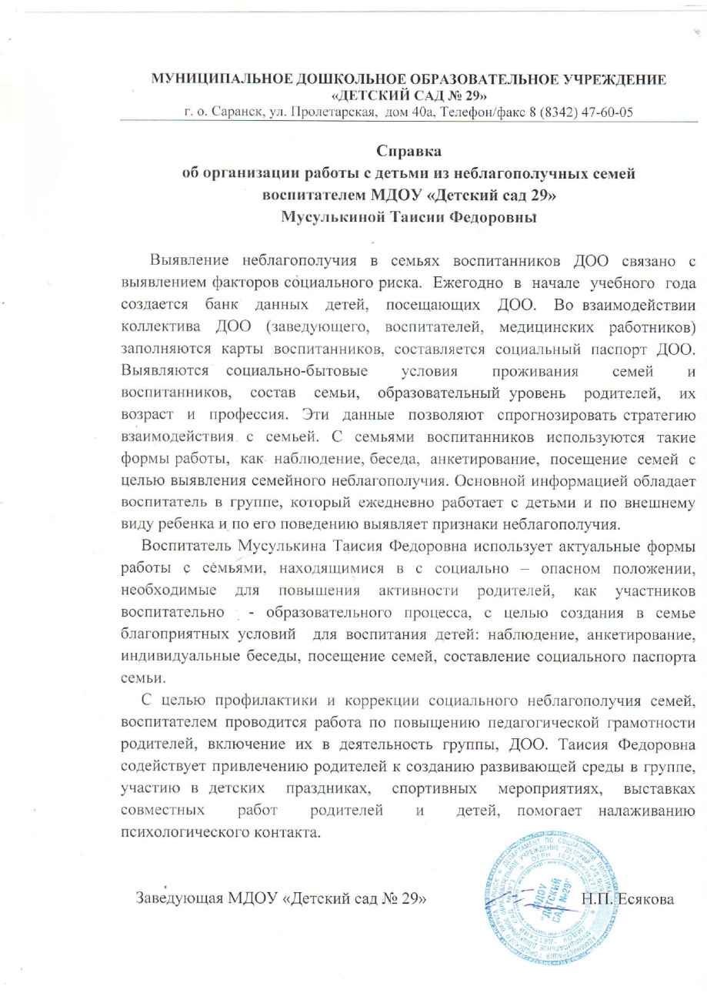 МУНИЦИПАЛЬНОЕ ДОШКОЛЬНОЕ ОБРАЗОВАТЕЛЬНОЕ УЧРЕЖДЕНИЕ
«ДЕТСКИЙ САД № 29»
г. о. Саранск, ул. Пролетарская, дом 40а, Телефон/факс 8 (8342) 47-60-05
Справка
об организации работы с детьми из неблагополучных семей
воспитателем МДОУ «Детский сад 29»
Мусулькиной Таисии Федоровны
Выявление неблагополучия в семьях воспитанников ДОО связано с
выявлением факторов социального риска. Ежегодно в начале учебного года
создается банк данных детей, посещающих ДОО. Во взаимодействии
коллектива ДОО (заведующего, воспитателей, медицинских работников)
заполняются карты воспитанников, составляется социальный паспорт ДОО.
Выявляются социально-бытовые условия проживания семей и
воспитанников, состав семьи, образовательный уровень родителей, их
возраст и профессия. Эти данные позволяют спрогнозировать стратегию
взаимодействия с семьей. С семьями воспитанников используются такие
формы работы, как наблюдение, беседа, анкетирование, посещение семей с
целью выявления семейного неблагополучия. Основной информацией обладает
воспитатель в группе, который ежедневно работает с детьми и по внешнему
виду ребенка и по его поведению выявляет признаки неблагополучия.
Воспитатель Мусулькина Таисия Федоровна использует актуальные формы
работы с семьями, находящимися в с социально – опасном положении,
необходимые для повышения активности родителей, как участников
воспитательно - образовательного процесса, с целью создания в семье
благоприятных условий для воспитания детей: наблюдение, анкетирование,
индивидуальные беседы, посещение семей, составление социального паспорта
семьи.
С целью профилактики и коррекции социального неблагополучия семей,
воспитателем проводится работа по повышению педагогической грамотности
родителей, включение их в деятельность группы, ДОО. Таисия Федоровна
содействует привлечению родителей к созданию развивающей среды в группе,
участию в детских праздниках, спортивных мероприятиях, выставках
совместных работ родителей и детей, помогает налаживанию
психологического контакта.
Заведующая МДОУ «Детский сад № 29» Н.П. Есякова
МДОУ
"ДЕТСКИЙ
САД №29"